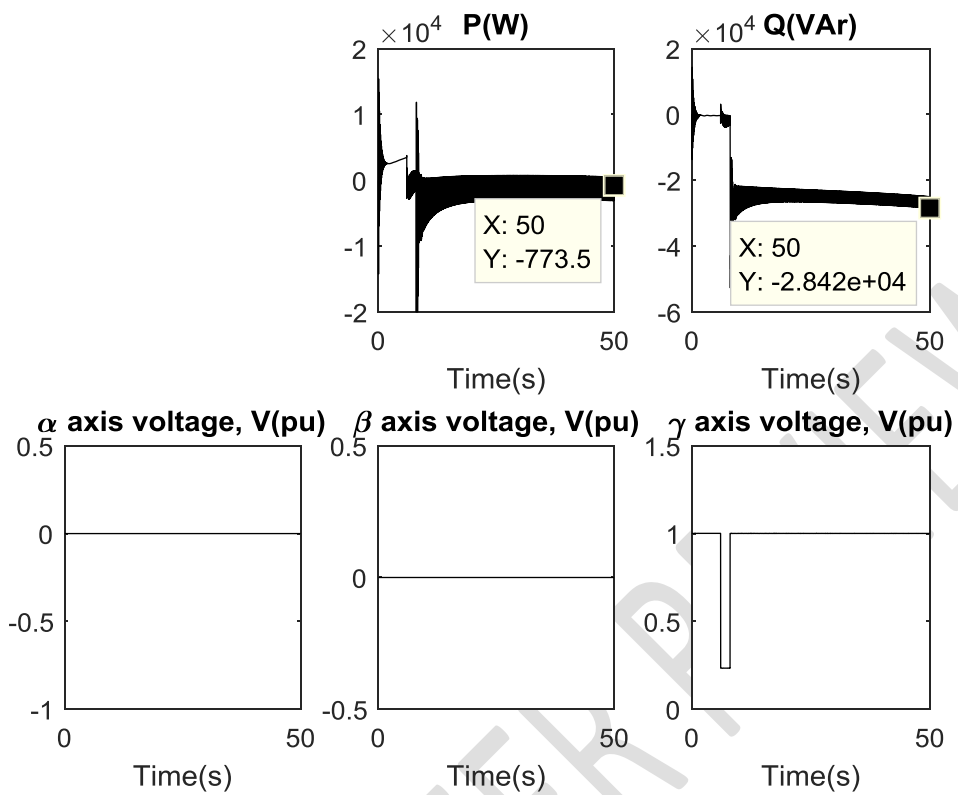 ×10⁴ P(W)
2
1
0
-1
-2
X: 50
Y: -773.5
0
50
Time(s)
×10⁴ Q(VAr)
2
0
-2
-4
-6
X: 50
Y: -2.842e+04
0
50
Time(s)
α axis voltage, V(pu)
0.5
0
-0.5
-1
0
50
Time(s)
β axis voltage, V(pu)
0.5
0
-0.5
0
50
Time(s)
γ axis voltage, V(pu)
1.5
1
0.5
0
0
50
Time(s)